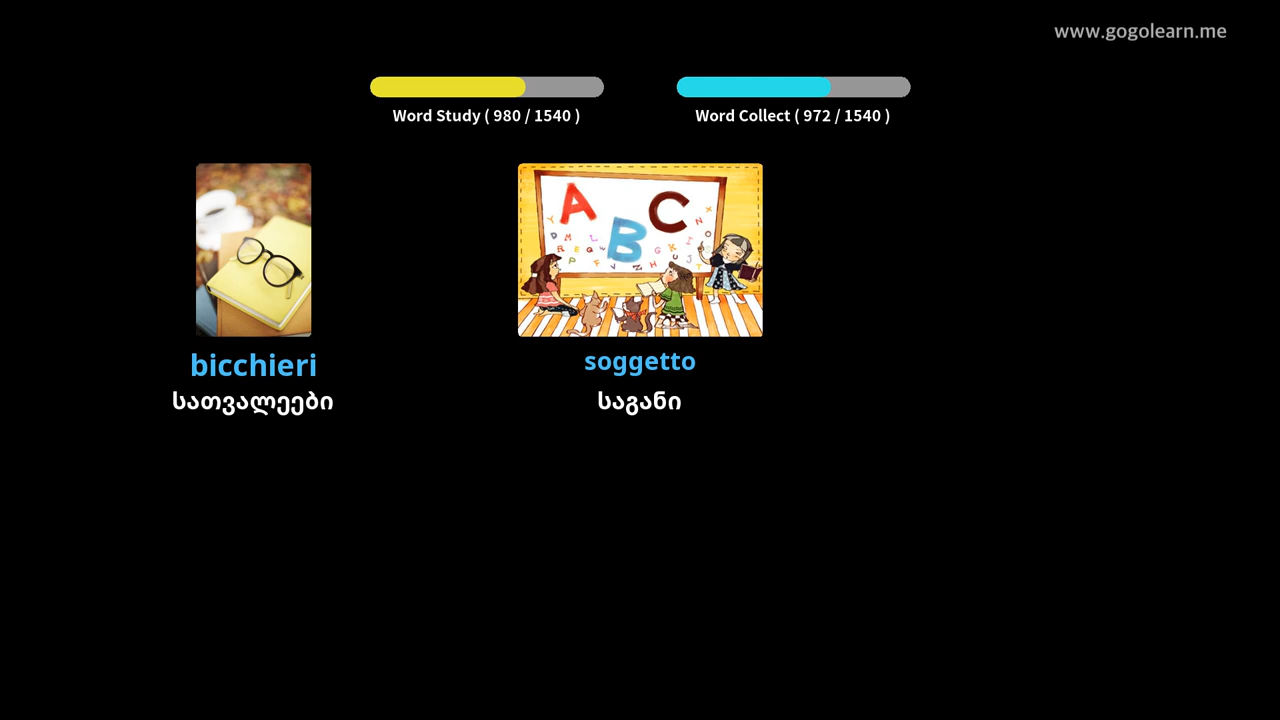 www.gogolearn.me
Word Study ( 980 / 1540 )
Word Collect ( 972 / 1540 )
A
B
C
bicchieri
სათვალეები
soggetto
საგანი